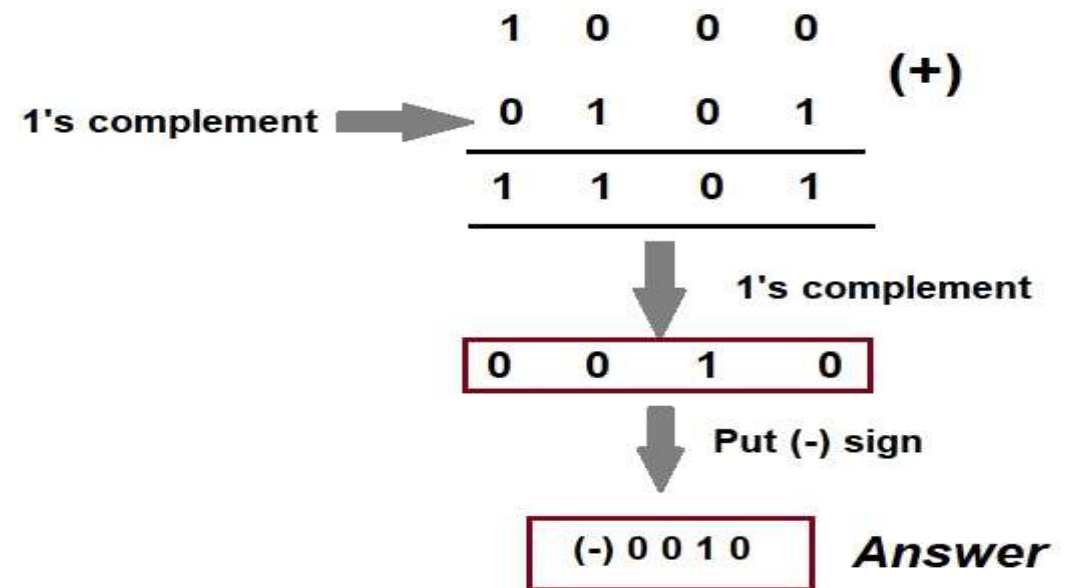 1 0 0 0
(+)
1's complement 0 1 0 1
1 1 0 1
1's complement
0 0 1 0
Put (-) sign
(-) 0 0 1 0 Answer